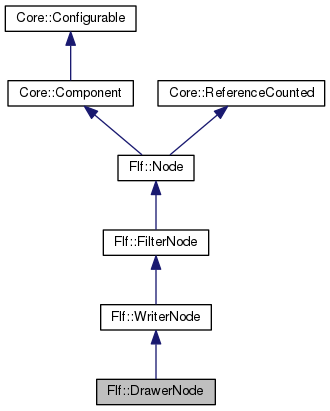 Core::Configurable
Core::Component
Core::ReferenceCounted
Flf::Node
Flf::FilterNode
Flf::WriterNode
Flf::DrawerNode